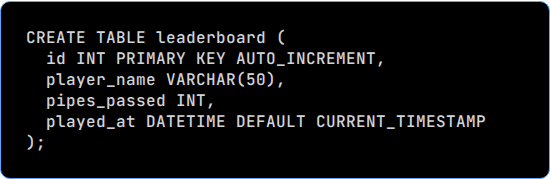 CREATE TABLE leaderboard (
  id INT PRIMARY KEY AUTO_INCREMENT,
  player_name VARCHAR(50),
  pipes_passed INT,
  played_at DATETIME DEFAULT CURRENT_TIMESTAMP
);